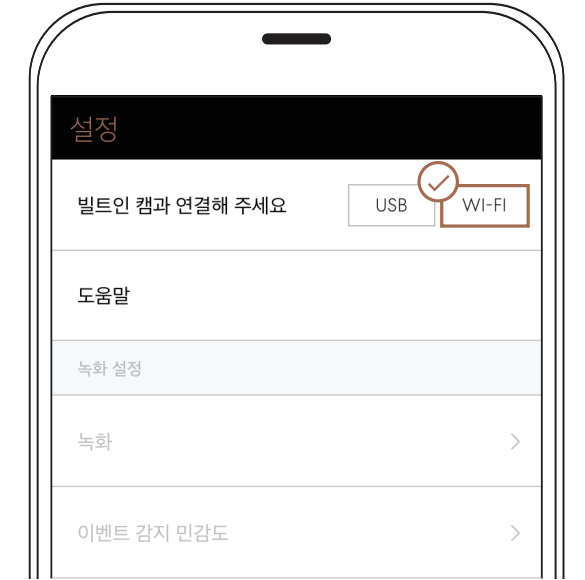 설정
빌트인 캠과 연결해 주세요 USB WI-FI
도움말
녹화 설정
녹화
이벤트 감지 민감도